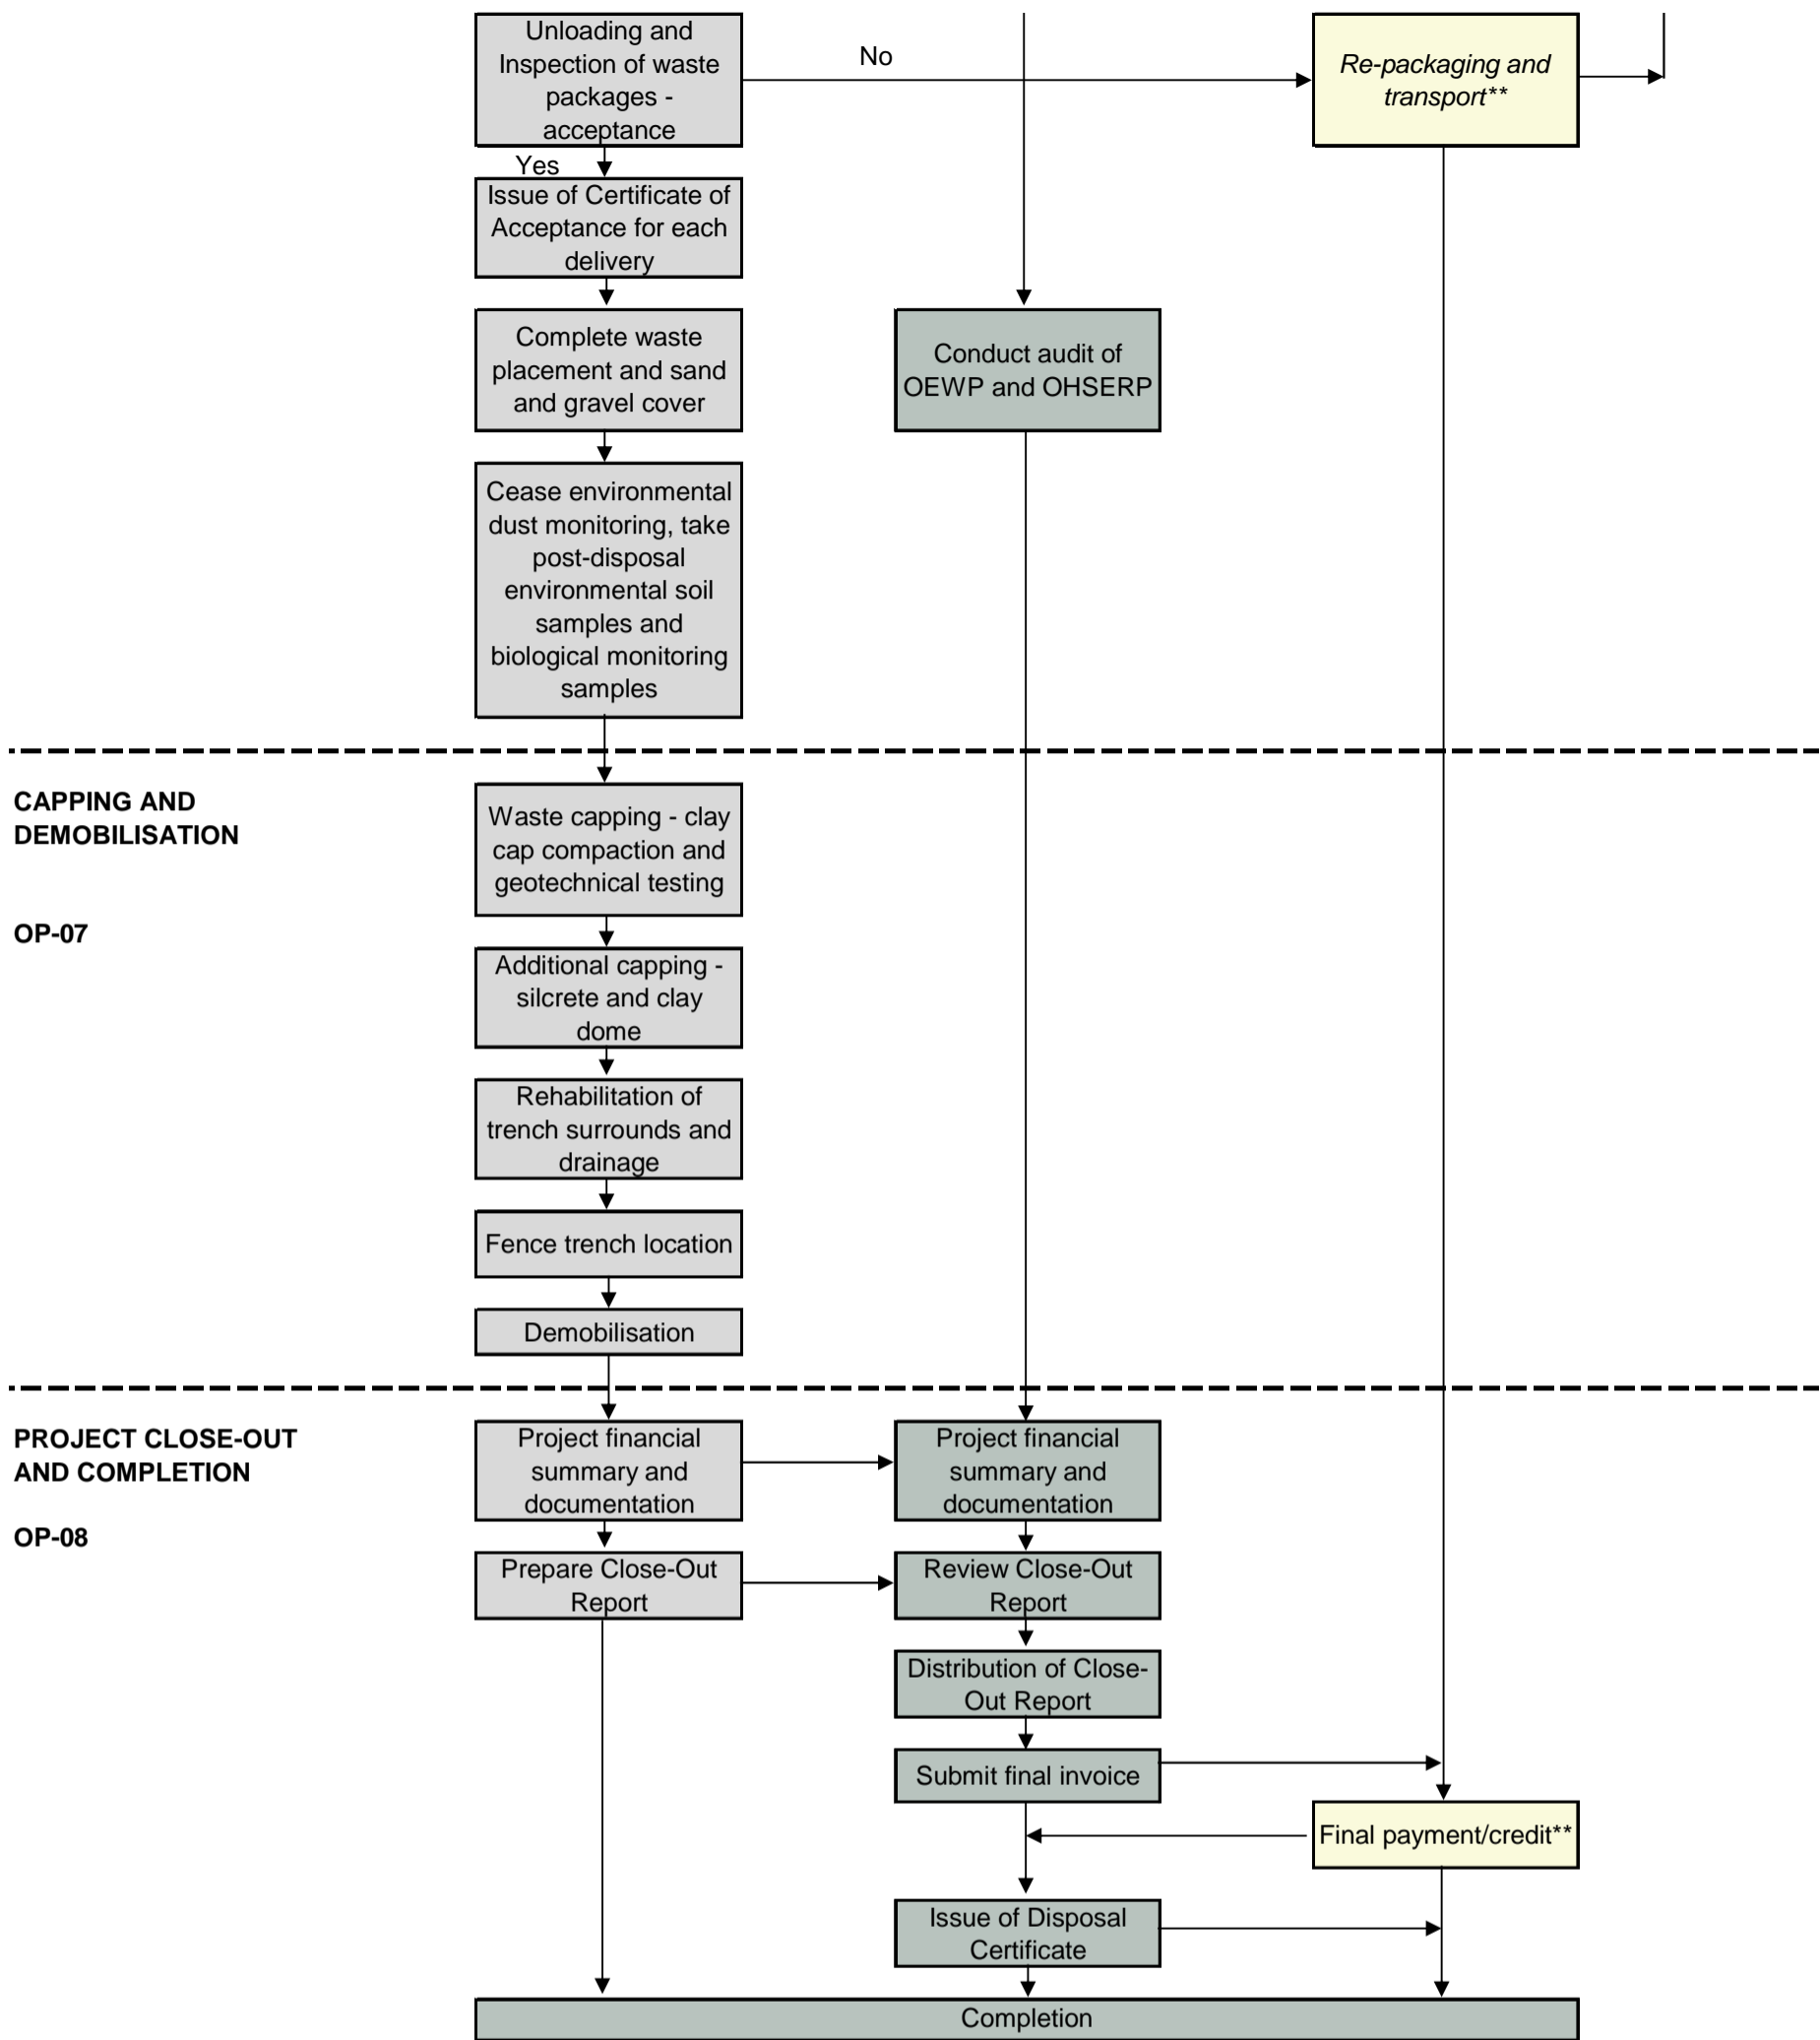 Unloading and
Inspection of waste
packages -
acceptance
No
Re-packaging and
transport**
Yes
Issue of Certificate of
Acceptance for each
delivery
Complete waste
placement and sand
and gravel cover
Conduct audit of
OEWP and OHSERP
Cease environmental
dust monitoring, take
post-disposal
environmental soil
samples and
biological monitoring
samples
CAPPING AND
DEMOBILISATION
OP-07
Waste capping - clay
cap compaction and
geotechnical testing
Additional capping -
silcrete and clay
dome
Rehabilitation of
trench surrounds and
drainage
Fence trench location
Demobilisation
PROJECT CLOSE-OUT
AND COMPLETION
OP-08
Project financial
summary and
documentation
Project financial
summary and
documentation
Prepare Close-Out
Report
Review Close-Out
Report
Distribution of Close-
Out Report
Submit final invoice
Final payment/credit**
Issue of Disposal
Certificate
Completion